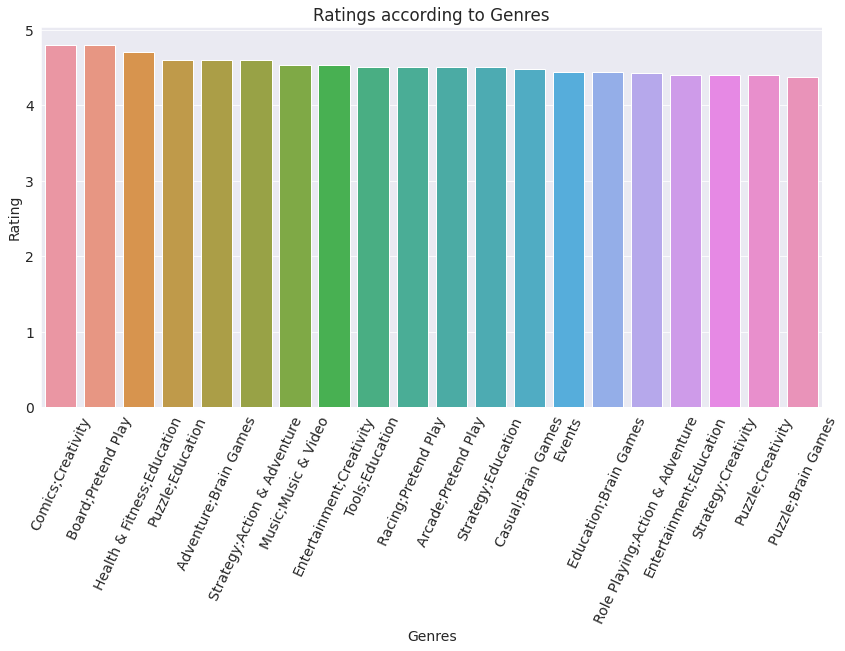 Ratings according to Genres
Rating
5
4
3
2
1
0
Comics;Creativity
Board;Pretend Play
Health & Fitness;Education
Puzzle;Education
Adventure;Brain Games
Strategy;Action & Adventure
Music;Music & Video
Entertainment;Creativity
Tools;Education
Racing;Pretend Play
Arcade;Pretend Play
Strategy;Education
Casual;Brain Games
Events
Education;Brain Games
Role Playing;Action & Adventure
Entertainment;Education
Strategy;Creativity
Puzzle;Creativity
Puzzle;Brain Games
Genres